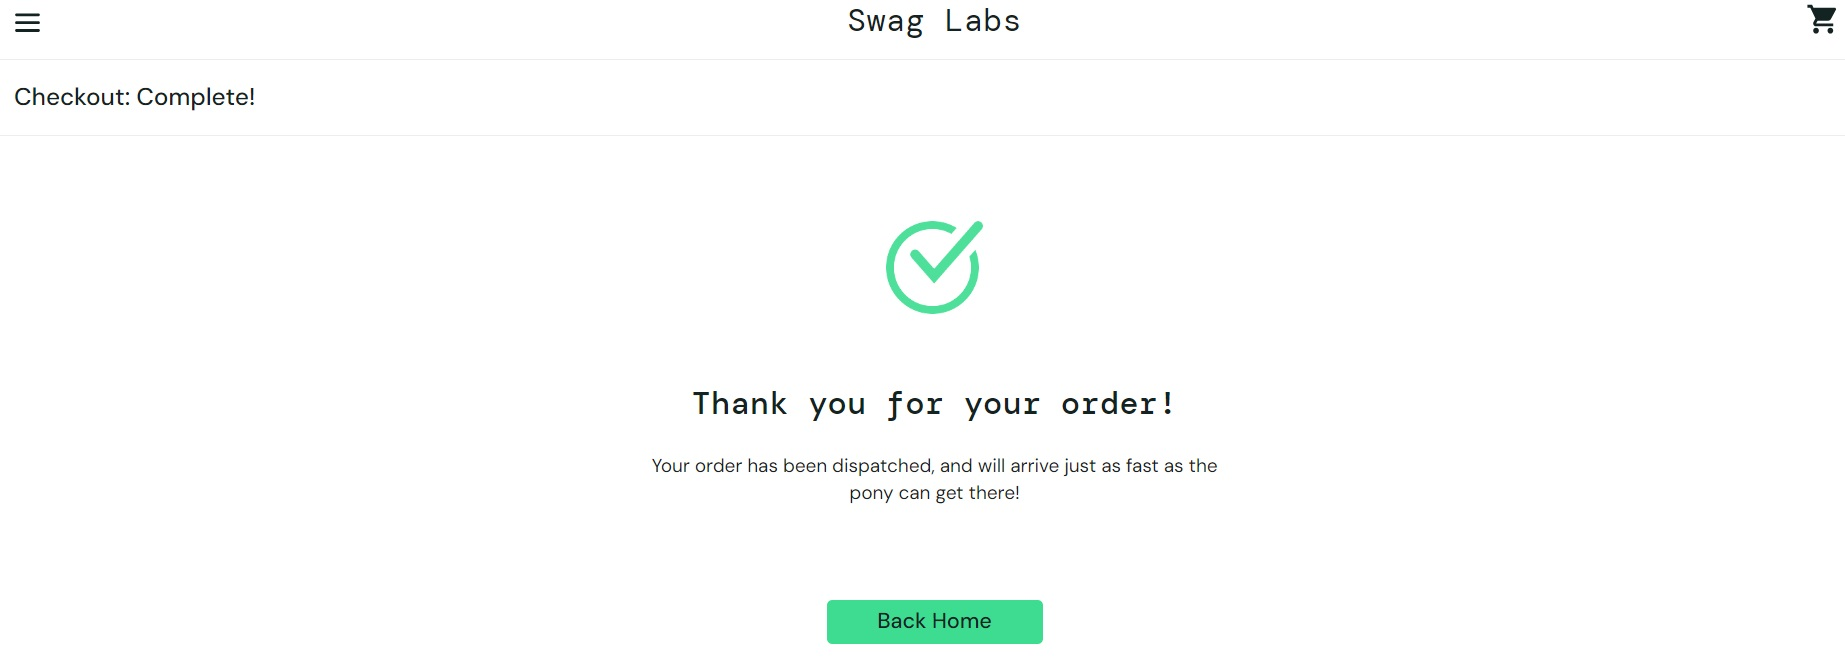 Swag Labs
Checkout: Complete!
Thank you for your order!
Your order has been dispatched, and will arrive just as fast as the
pony can get there!
Back Home